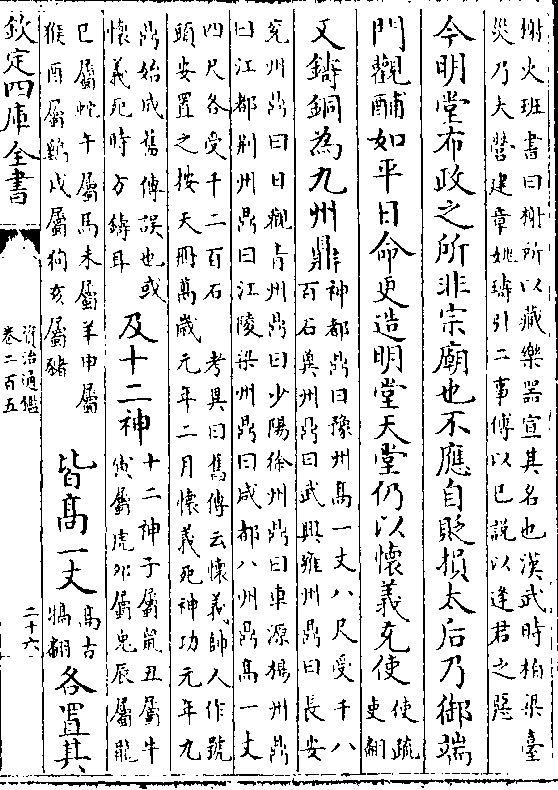 榭火班書曰榭所以藏樂器宣其名也漢武時柏梁臺
災乃大營建章姚璹引二事傅以已說以逢君之惡
今明堂布政之所非宗廟也不應自貶損太后乃御端
門觀酺如平日命更造明堂天堂仍以懷義充使使疏吏翻
又鑄銅為九州鼎神都鼎曰豫州高一丈八尺受千八百石冀州鼎曰武興雍州鼎曰長安
兖州鼎曰日觀青州鼎曰少陽徐州鼎曰東源楊州鼎
曰江都荆州鼎曰江陵梁州鼎曰成都八州鼎高一丈
四尺各受千二百石 考異曰舊傳云懷義帥人作號
頭安置之按天冊萬歲元年二月懷義死神功元年九
鼎始成舊傳誤也或懷義死時方鑄耳及十二神十二神子屬鼠丑屬牛寅屬虎卯屬兔辰屬龍
巳屬蛇午屬馬未屬羊申屬猴酉屬雞戌屬狗亥屬豬皆高一丈高古犒翻各置其
欽定四庫全書
資治通鑑
卷二百五
二十六